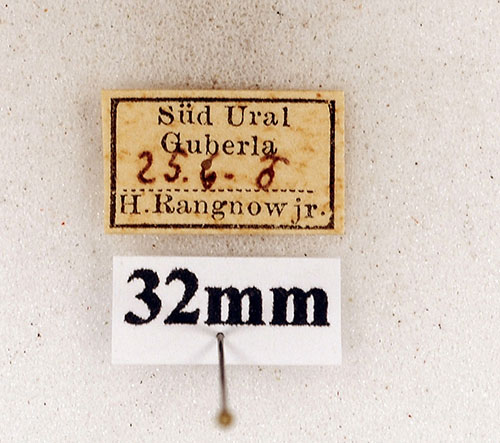 Süd Ural
Guberla
25.6. ♂
H. Rangnow jr.
32mm